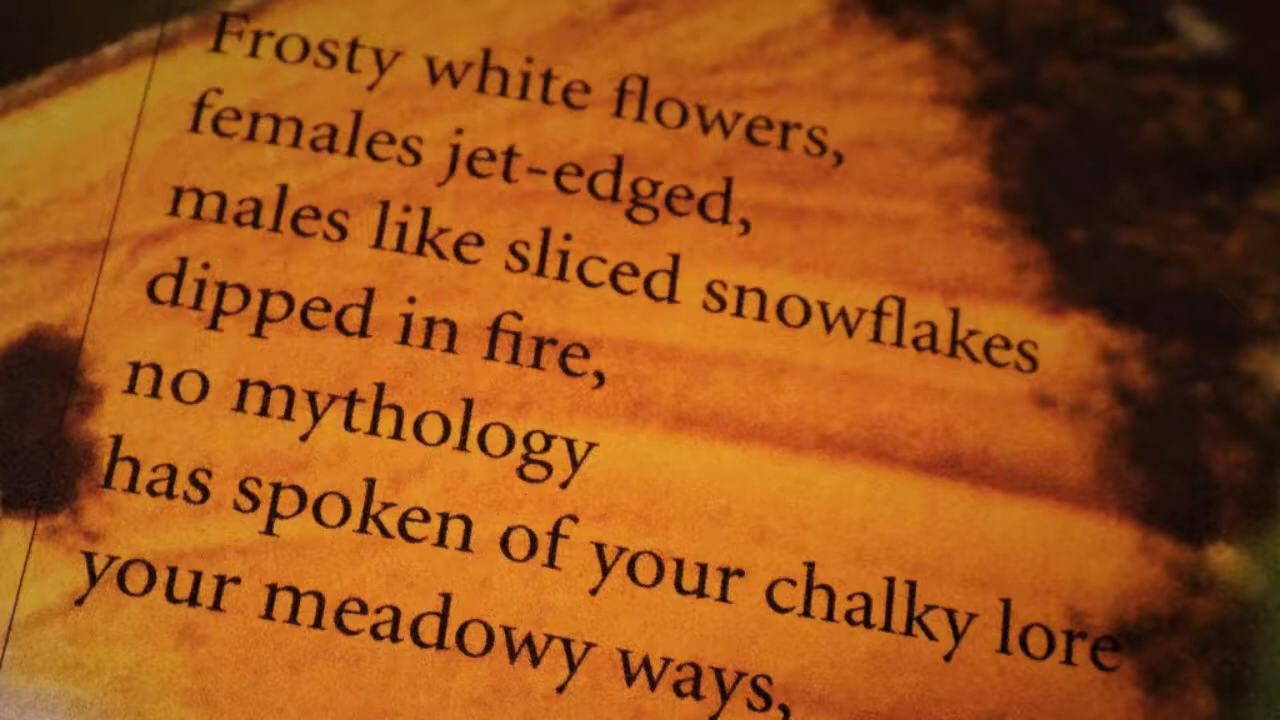 Frosty white flowers,
females jet-edged,
males like sliced snowflakes
dipped in fire,
no mythology
has spoken of your chalky lore
your meadowy ways,